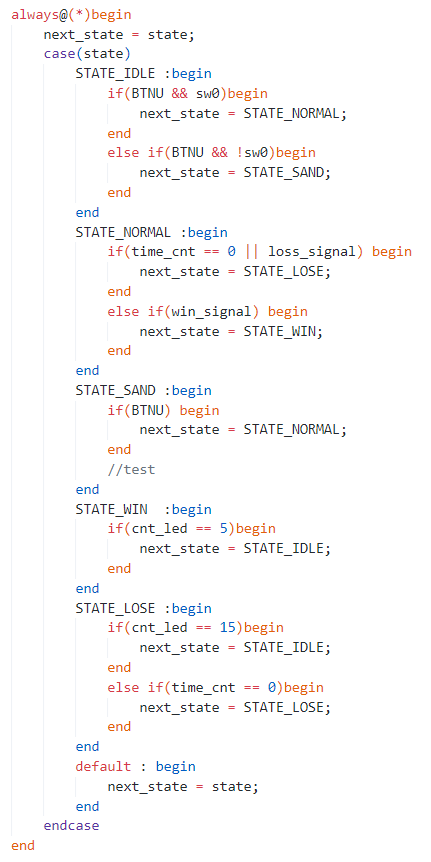 always@(*)begin
    next_state = state;
    case(state)
        STATE_IDLE :begin
            if(BTNU && sw0)begin
                next_state = STATE_NORMAL;
            end
            else if(BTNU && !sw0)begin
                next_state = STATE_SAND;
            end
        end
        STATE_NORMAL :begin
            if(time_cnt == 0 || loss_signal) begin
                next_state = STATE_LOSE;
            end
            else if(win_signal) begin
                next_state = STATE_WIN;
            end
        end
        STATE_SAND :begin
            if(BTNU) begin
                next_state = STATE_NORMAL;
            end
            //test
        end
        STATE_WIN  :begin
            if(cnt_led == 5)begin
                next_state = STATE_IDLE;
            end
        end
        STATE_LOSE :begin
            if(cnt_led == 15)begin
                next_state = STATE_IDLE;
            end
            else if(time_cnt == 0)begin
                next_state = STATE_LOSE;
            end
        end
        default : begin
            next_state = state;
        end
    endcase
end